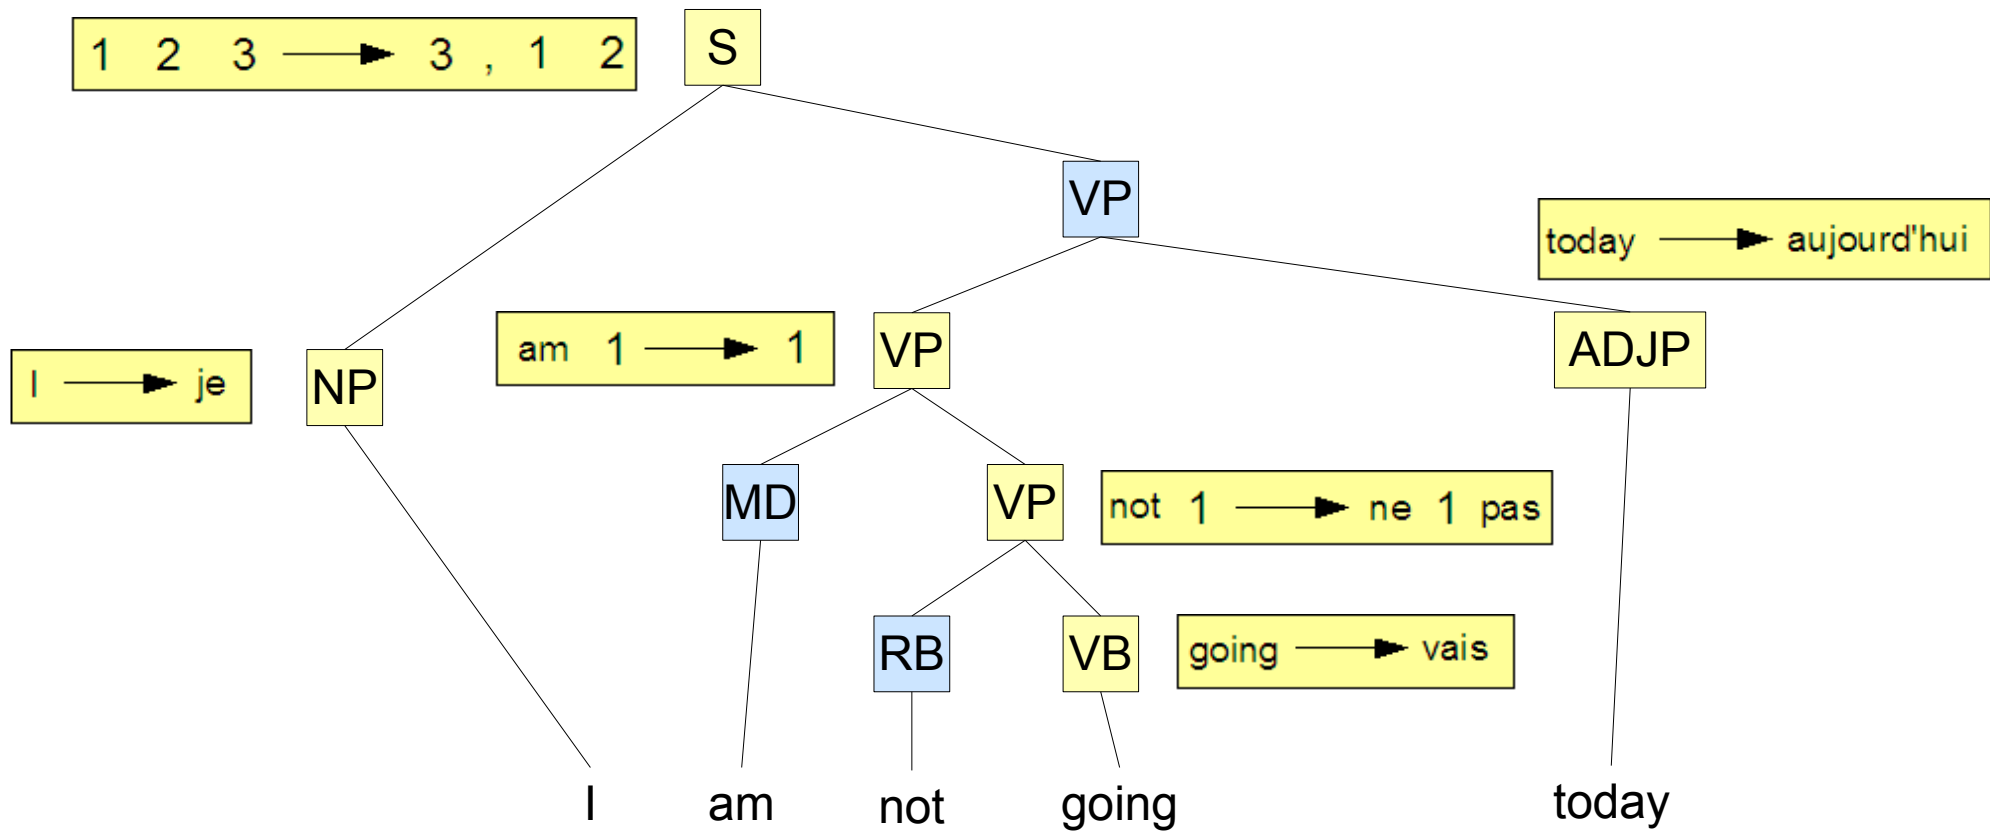 1 2 3 → 3 , 1 2
S
VP
today → aujourd'hui
am 1 → 1
VP
ADJP
I → je
NP
MD
VP
not 1 → ne 1 pas
RB
VB
going → vais
I am not going today